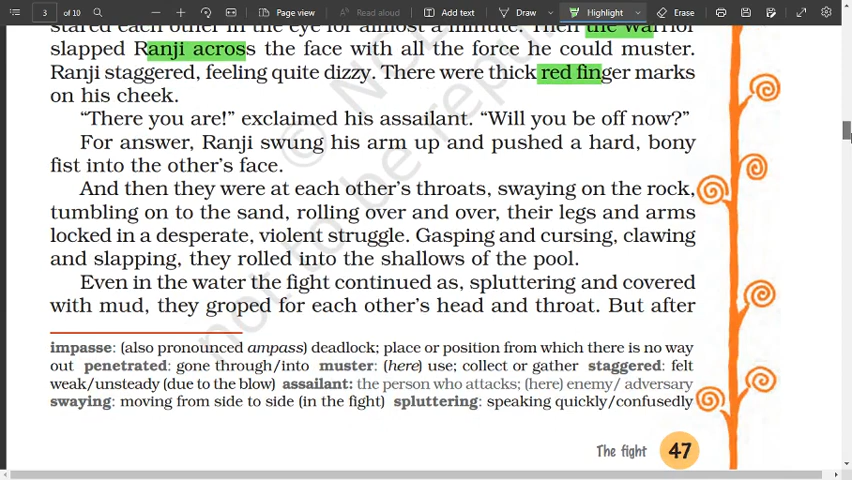 3 of 10 Page view Read aloud Add text Draw Highlight Erase
stared each other in the eye for almost a minute. Then the warrior
slapped Ranji across the face with all the force he could muster.
Ranji staggered, feeling quite dizzy. There were thick red finger marks
on his cheek.
“There you are!” exclaimed his assailant. “Will you be off now?”
For answer, Ranji swung his arm up and pushed a hard, bony
fist into the other’s face.
And then they were at each other’s throats, swaying on the rock,
tumbling on to the sand, rolling over and over, their legs and arms
locked in a desperate, violent struggle. Gasping and cursing, clawing
and slapping, they rolled into the shallows of the pool.
Even in the water the fight continued as, spluttering and covered
with mud, they groped for each other’s head and throat. But after
impasse: (also pronounced ampass) deadlock; place or position from which there is no way
out penetrated: gone through/into muster: (here) use; collect or gather staggered: felt
weak/unsteady (due to the blow) assailant: the person who attacks; (here) enemy/ adversary
swaying: moving from side to side (in the fight) spluttering: speaking quickly/confusedly
The fight 47
© NC
not to be repu